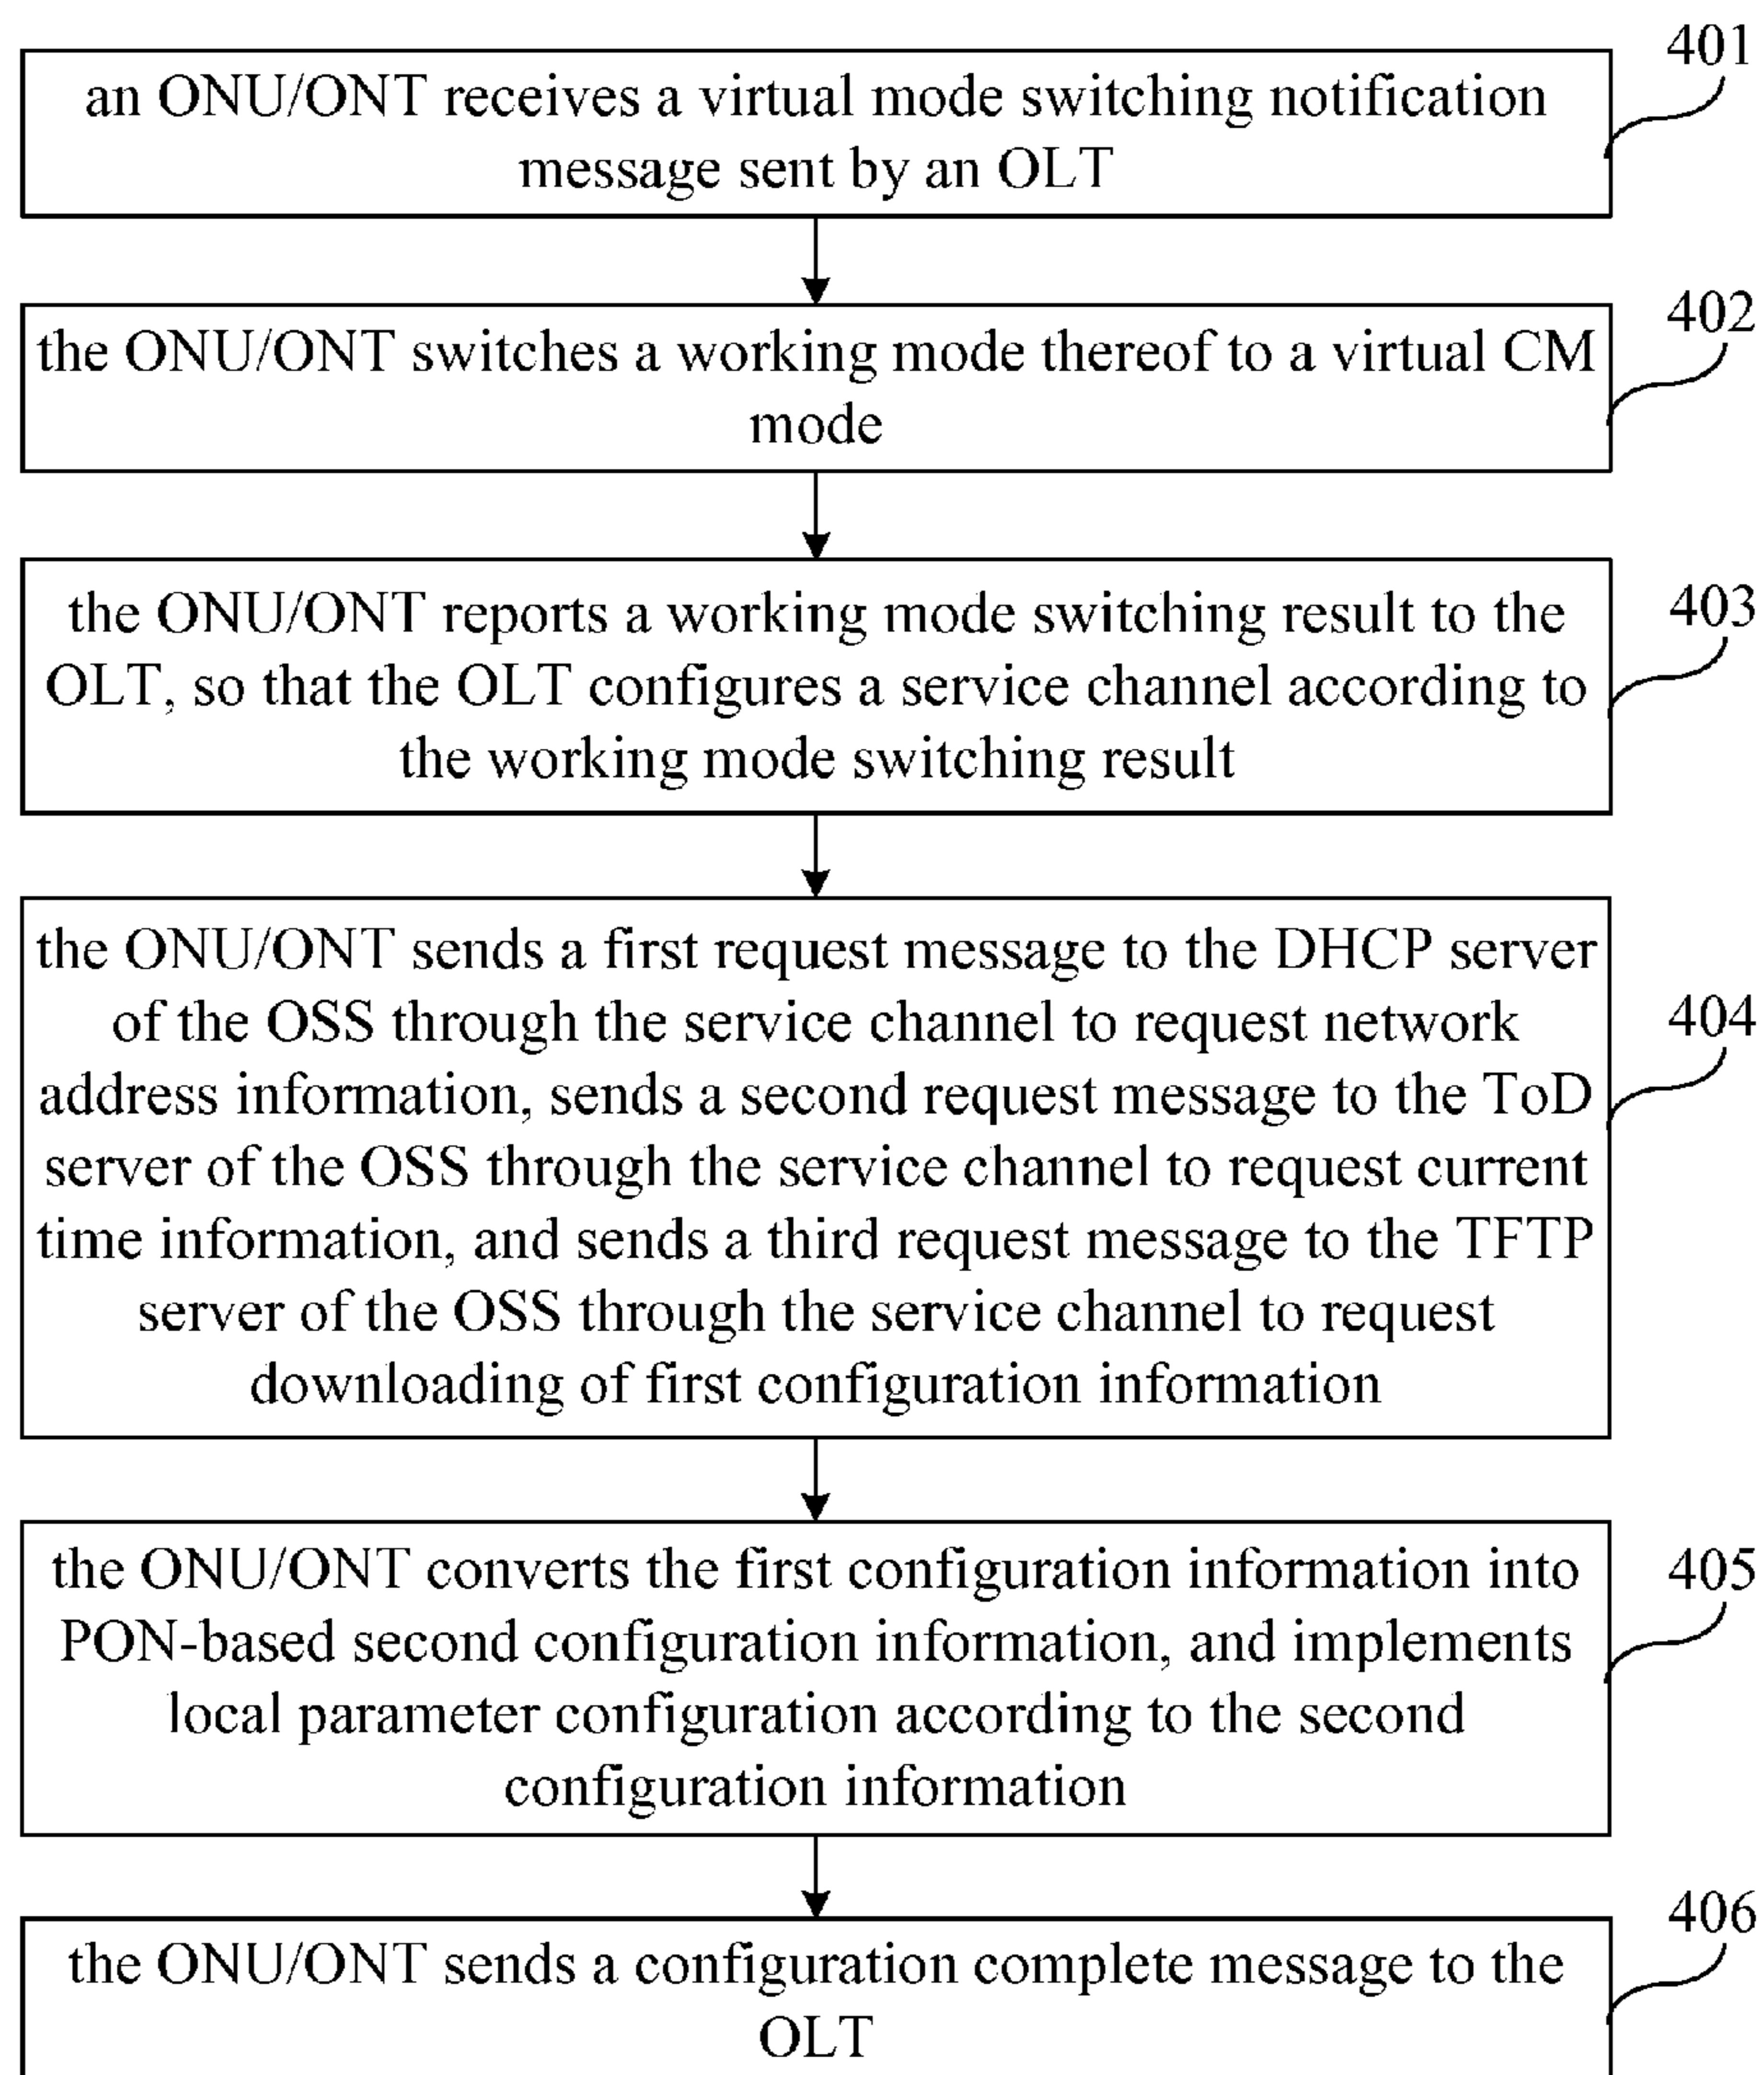 401
an ONU/ONT receives a virtual mode switching notification
message sent by an OLT
402
the ONU/ONT switches a working mode thereof to a virtual CM
mode
403
the ONU/ONT reports a working mode switching result to the
OLT, so that the OLT configures a service channel according to
the working mode switching result
404
the ONU/ONT sends a first request message to the DHCP server
of the OSS through the service channel to request network
address information, sends a second request message to the ToD
server of the OSS through the service channel to request current
time information, and sends a third request message to the TFTP
server of the OSS through the service channel to request
downloading of first configuration information
405
the ONU/ONT converts the first configuration information into
PON-based second configuration information, and implements
local parameter configuration according to the second
configuration information
406
the ONU/ONT sends a configuration complete message to the
OLT